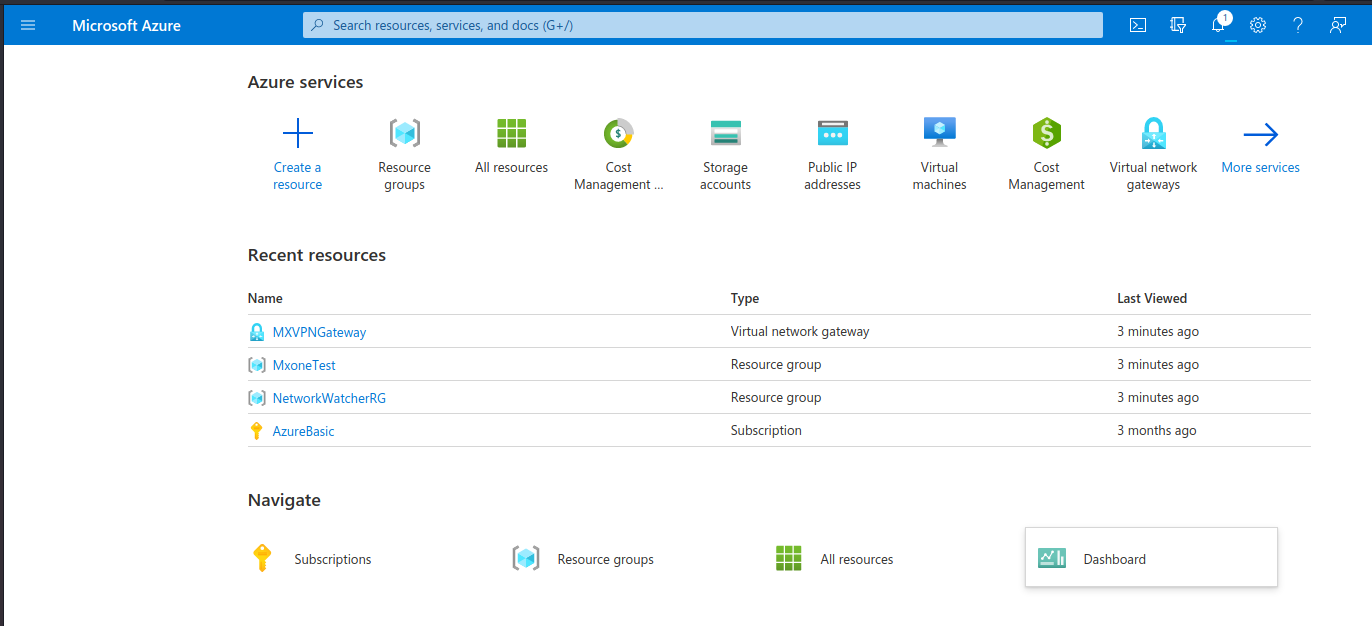 Microsoft Azure
Search resources, services, and docs (G+/)
1
Azure services
Create a
resource
Resource
groups
All resources
Cost
Management ...
Storage
accounts
Public IP
addresses
Virtual
machines
Cost
Management
Virtual network
gateways
More services
Recent resources
Name Type Last Viewed
MXVPNGateway Virtual network gateway 3 minutes ago
MxoneTest Resource group 3 minutes ago
NetworkWatcherRG Resource group 3 minutes ago
AzureBasic Subscription 3 months ago
Navigate
Subscriptions Resource groups All resources Dashboard